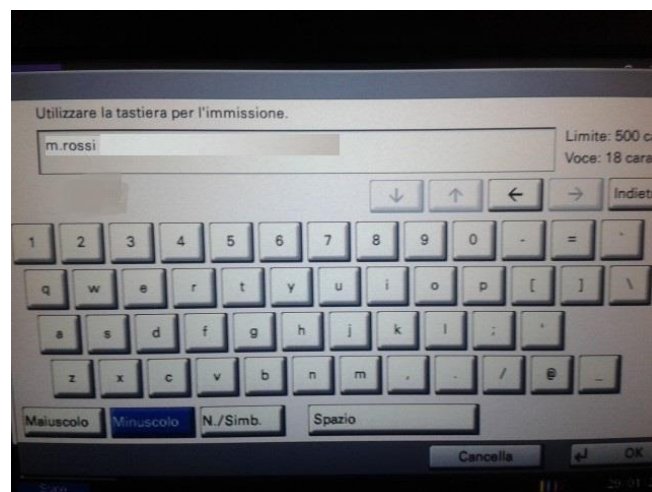 Utilizzare la tastiera per l'immissione.
m.rossi
Limite: 500 c
Voce: 18 cara
↓ ↑ ← → Indiet
1 2 3 4 5 6 7 8 9 0 - = `
q w e r t y u i o p [ ] \
a s d f g h j k l ; '
z x c v b n m , . / @ _
Maiuscolo Minuscolo N./Simb. Spazio
Cancella OK